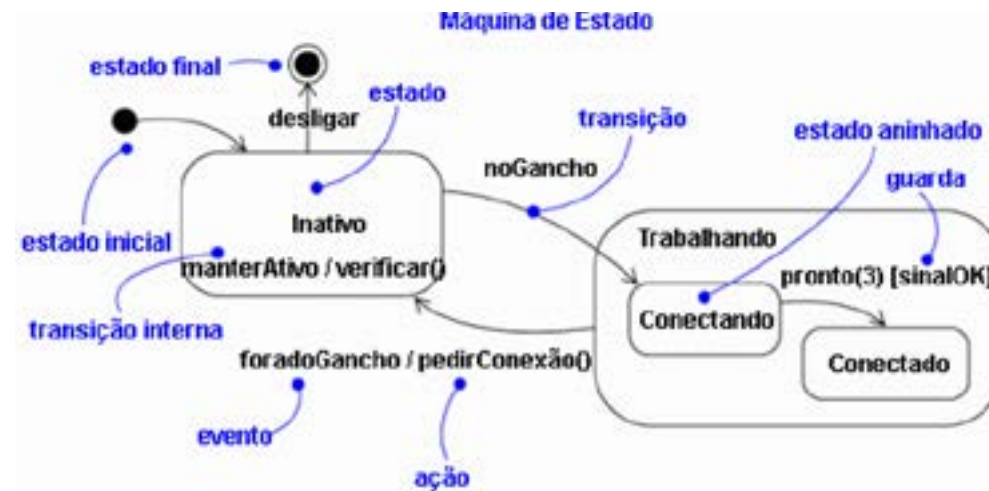 Máquina de Estado
estado final
estado
desligar
transição
estado aninhado
noGancho
guarda
Inativo
estado inicial
Trabalhando
manterAtivo / verificar()
pronto(3) [sinalOK]
transição interna
Conectando
foradoGancho / pedirConexão()
Conectado
evento
ação